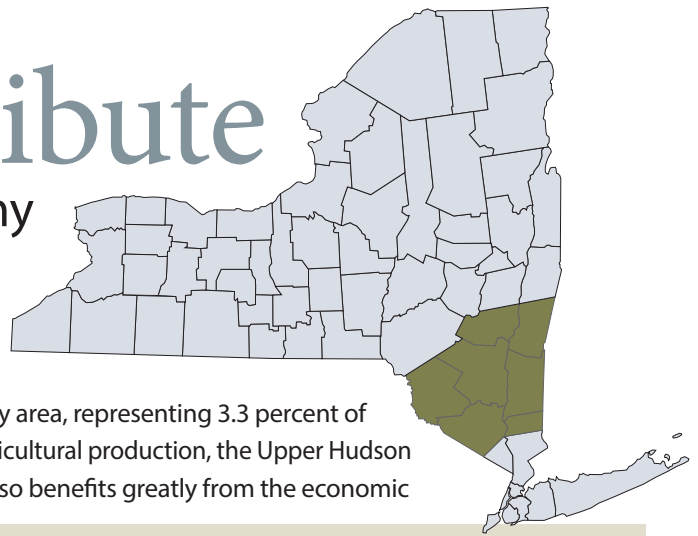 ibute
ny
y area, representing 3.3 percent of
icultural production, the Upper Hudson
so benefits greatly from the economic